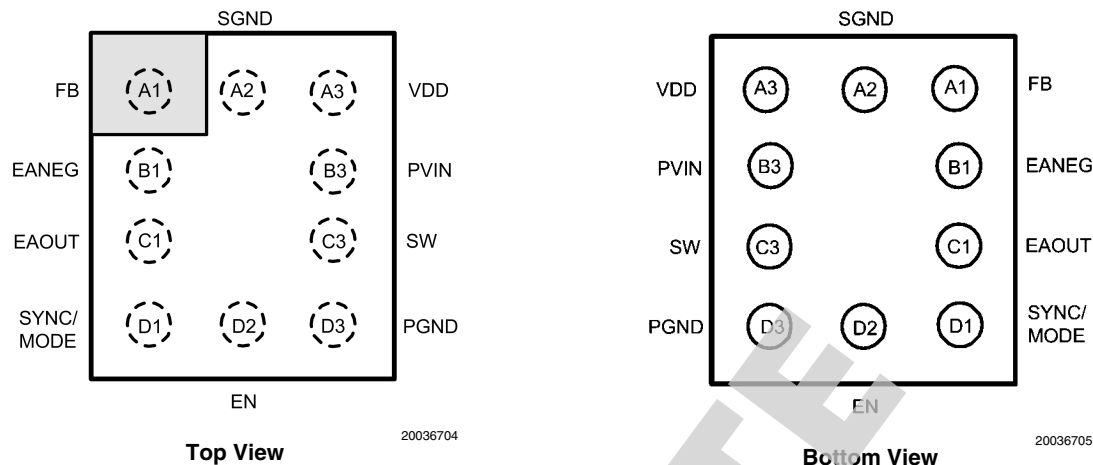 SGND
FB A1 A2 A3 VDD
EANEG B1 B3 PVIN
EAOUT C1 C3 SW
SYNC/
MODE D1 D2 D3 PGND
EN
20036704
Top View
SGND
VDD A3 A2 A1 FB
PVIN B3 B1 EANEG
SW C3 C1 EAOUT
PGND D3 D2 D1 SYNC/
MODE
EN
20036705
Bottom View